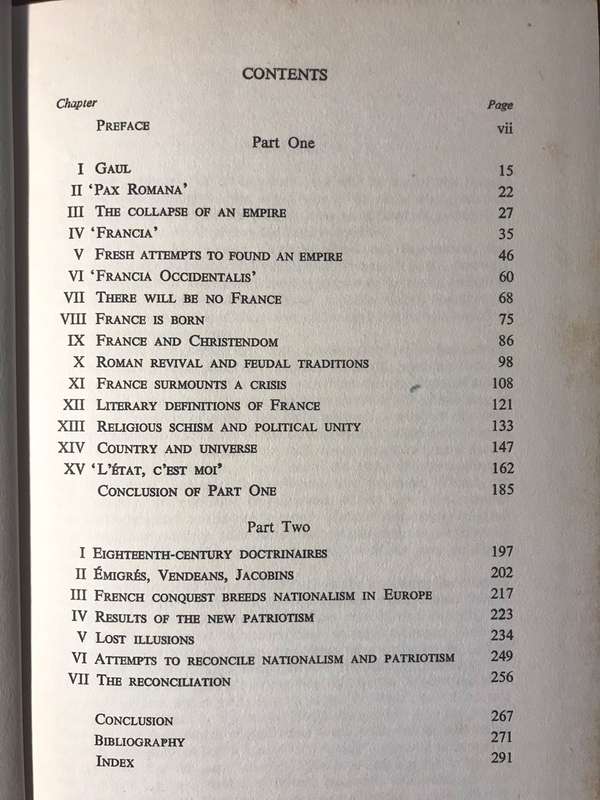 CONTENTS
Chapter Page
PREFACE vii
Part One
I GAUL 15
II ‘PAX ROMANA’ 22
III THE COLLAPSE OF AN EMPIRE 27
IV ‘FRANCIA’ 35
V FRESH ATTEMPTS TO FOUND AN EMPIRE 46
VI ‘FRANCIA OCCIDENTALIS’ 60
VII THERE WILL BE NO FRANCE 68
VIII FRANCE IS BORN 75
IX FRANCE AND CHRISTENDOM 86
X ROMAN REVIVAL AND FEUDAL TRADITIONS 98
XI FRANCE SURMOUNTS A CRISIS 108
XII LITERARY DEFINITIONS OF FRANCE 121
XIII RELIGIOUS SCHISM AND POLITICAL UNITY 133
XIV COUNTRY AND UNIVERSE 147
XV ‘L’ÉTAT, C’EST MOI’ 162
CONCLUSION OF PART ONE 185
Part Two
I EIGHTEENTH-CENTURY DOCTRINAIRES 197
II ÉMIGRÉS, VENDEANS, JACOBINS 202
III FRENCH CONQUEST BREEDS NATIONALISM IN EUROPE 217
IV RESULTS OF THE NEW PATRIOTISM 223
V LOST ILLUSIONS 234
VI ATTEMPTS TO RECONCILE NATIONALISM AND PATRIOTISM 249
VII THE RECONCILIATION 256
CONCLUSION 267
BIBLIOGRAPHY 271
INDEX 291